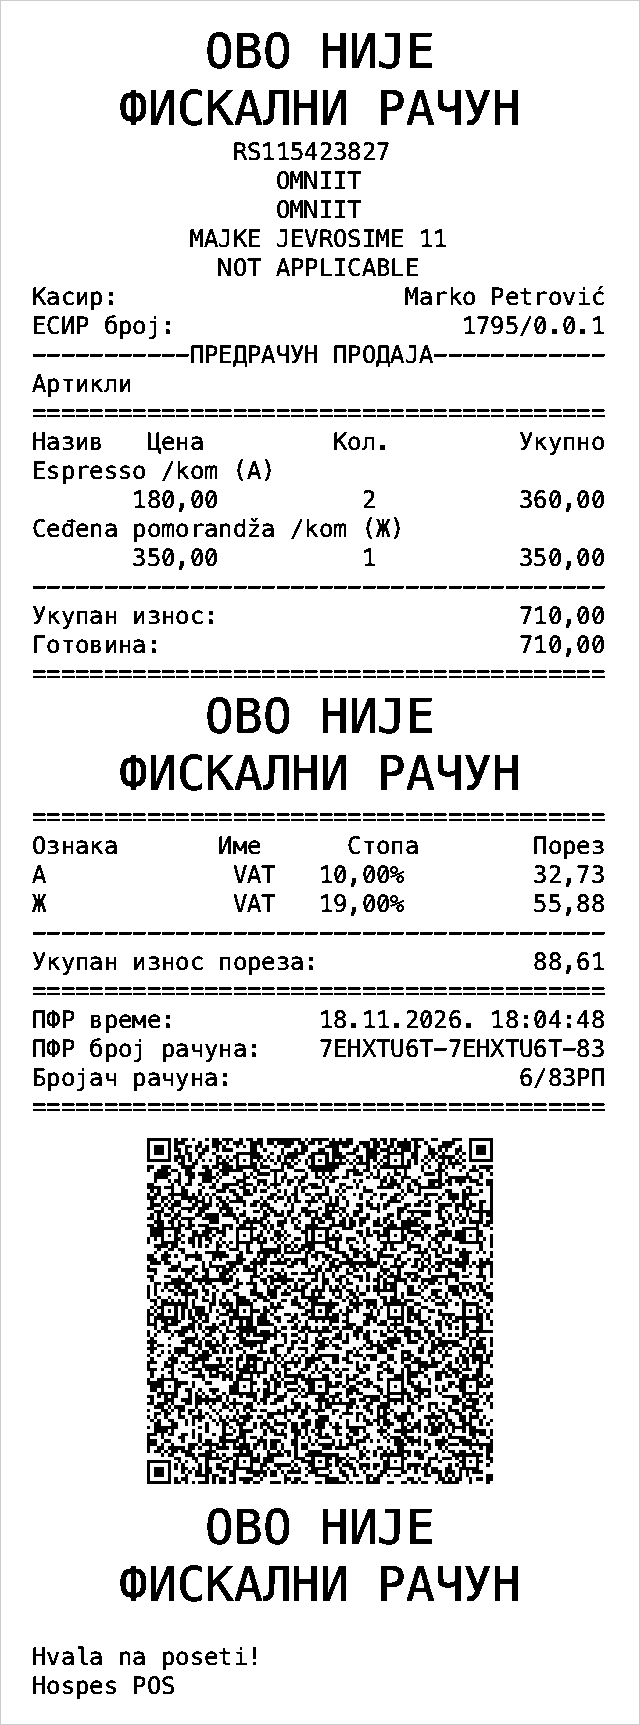 ОВО НИЈЕ
ФИСКАЛНИ РАЧУН
RS115423827
OMNIIT
OMNIIT
MAJKE JEVROSIME 11
NOT APPLICABLE
Касир: Marko Petrović
ЕСИР број: 1795/0.0.1
-----------ПРЕДРАЧУН ПРОДАЈА------------
Артикли
========================================
Назив Цена Кол. Укупно
Espresso /kom (А)
180,00 2 360,00
Ceđena pomorandža /kom (Ж)
350,00 1 350,00
----------------------------------------
Укупан износ: 710,00
Готовина: 710,00
========================================
ОВО НИЈЕ
ФИСКАЛНИ РАЧУН
========================================
Ознака Име Стопа Порез
А VAT 10,00% 32,73
Ж VAT 19,00% 55,88
----------------------------------------
Укупан износ пореза: 88,61
========================================
ПФР време: 18.11.2026. 18:04:48
ПФР број рачуна: 7EHXTU6T-7EHXTU6T-83
Бројач рачуна: 6/83РП
========================================
ОВО НИЈЕ
ФИСКАЛНИ РАЧУН
Hvala na poseti!
Hospes POS